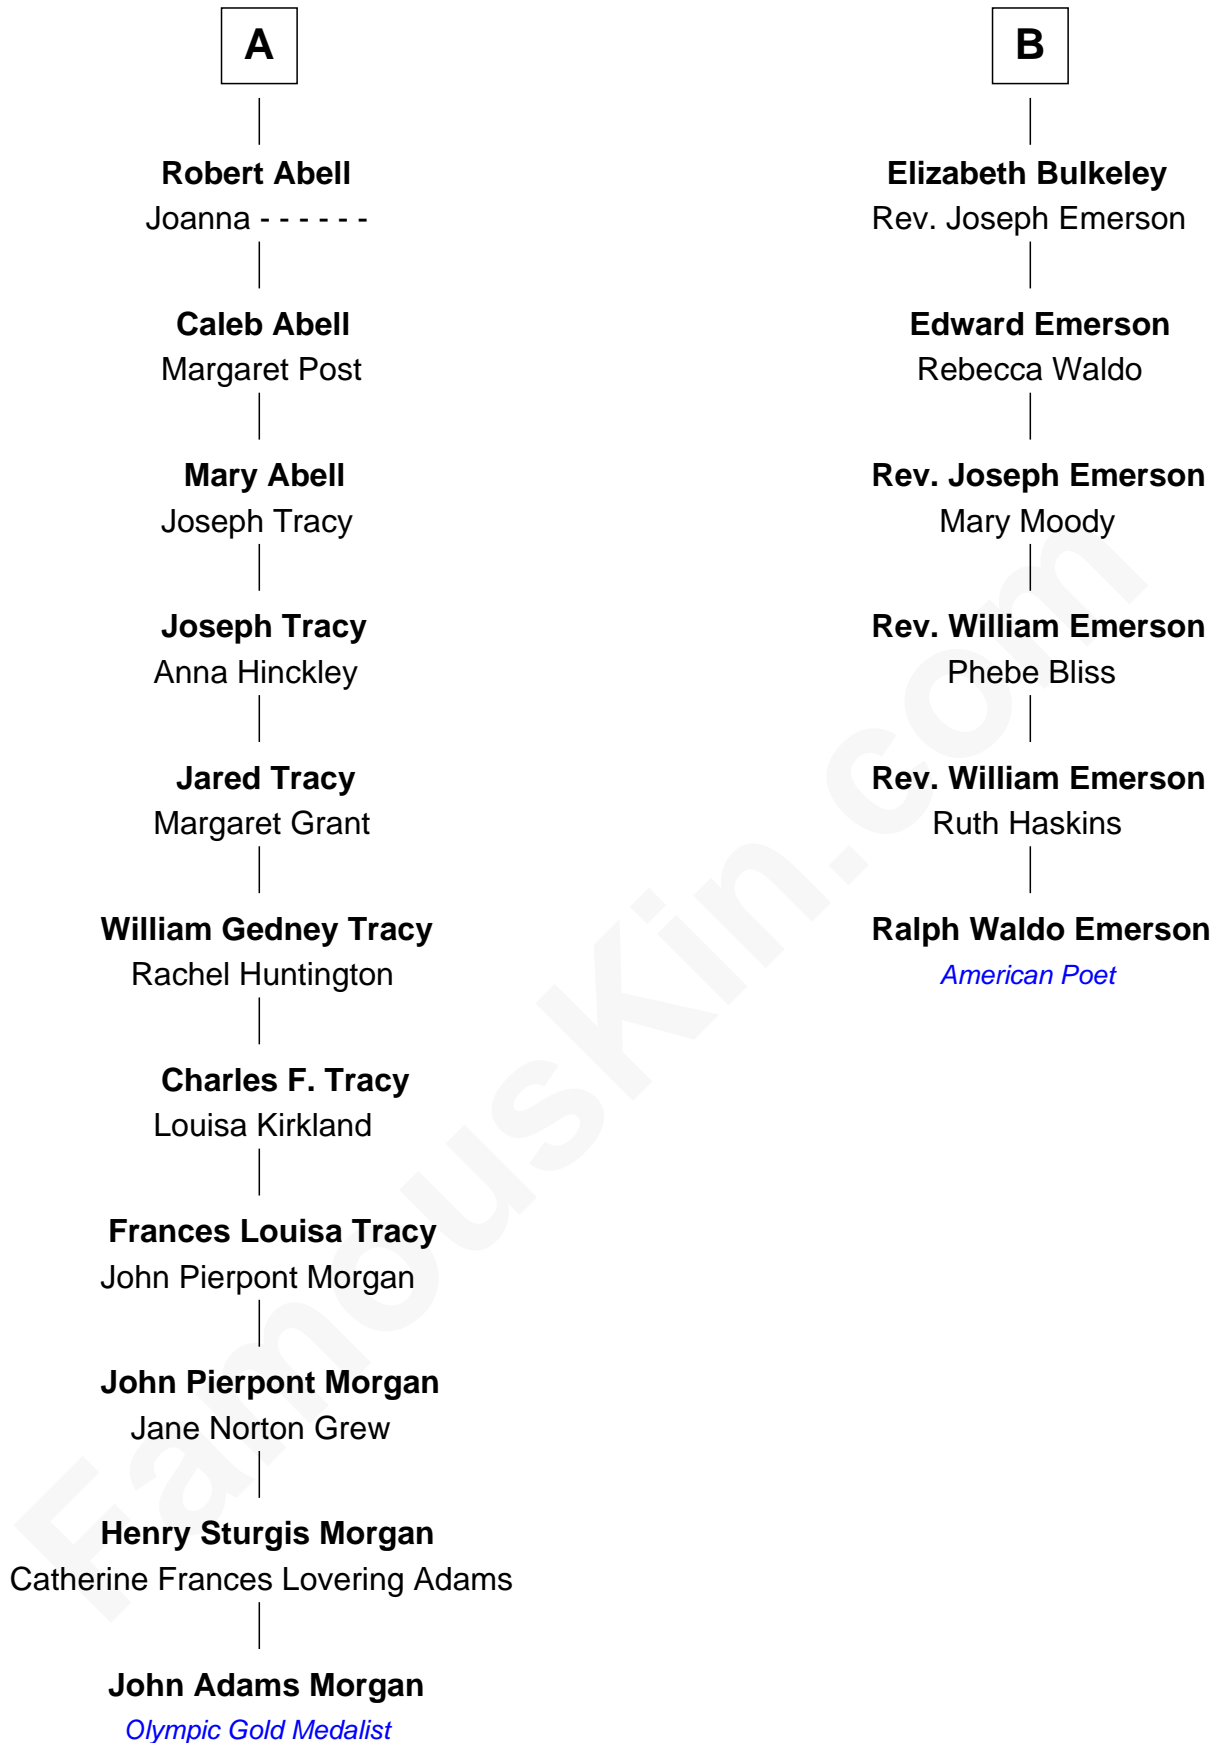 A
Robert Abell
Joanna - - - - - -
Caleb Abell
Margaret Post
Mary Abell
Joseph Tracy
Joseph Tracy
Anna Hinckley
Jared Tracy
Margaret Grant
William Gedney Tracy
Rachel Huntington
Charles F. Tracy
Louisa Kirkland
Frances Louisa Tracy
John Pierpont Morgan
John Pierpont Morgan
Jane Norton Grew
Henry Sturgis Morgan
Catherine Frances Lovering Adams
John Adams Morgan
Olympic Gold Medalist
B
Elizabeth Bulkeley
Rev. Joseph Emerson
Edward Emerson
Rebecca Waldo
Rev. Joseph Emerson
Mary Moody
Rev. William Emerson
Phebe Bliss
Rev. William Emerson
Ruth Haskins
Ralph Waldo Emerson
American Poet
FamousKin.com